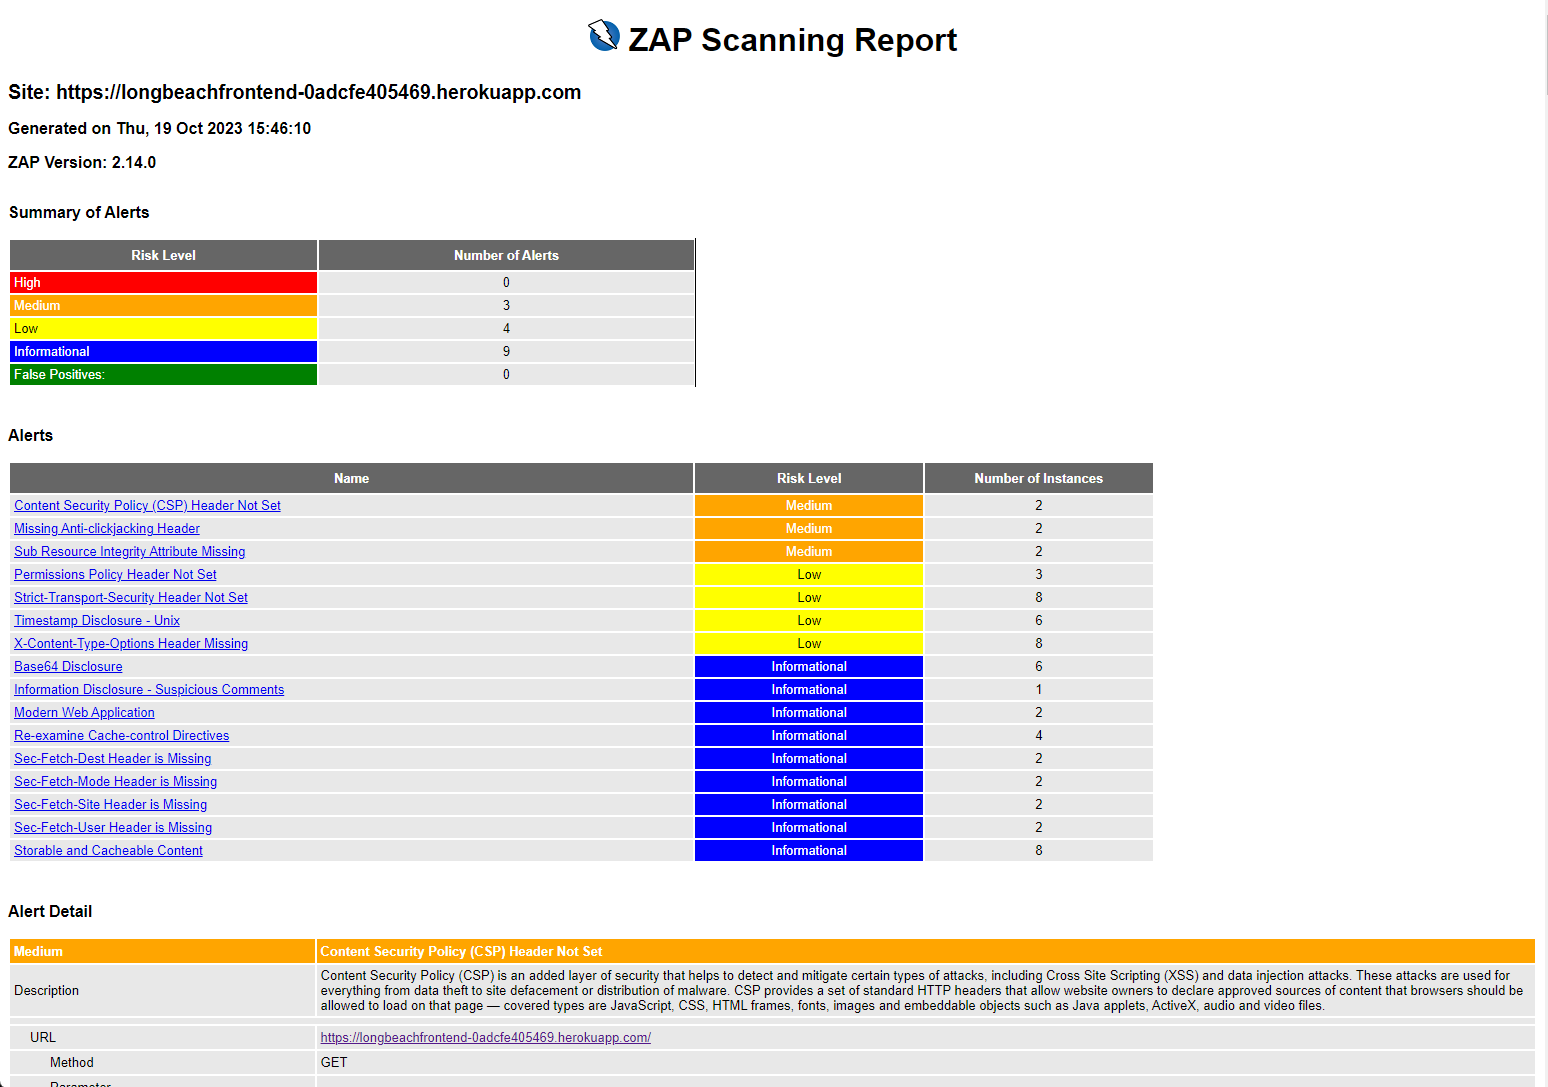 ZAP Scanning Report
Site: https://longbeachfrontend-0adcfe405469.herokuapp.com
Generated on Thu, 19 Oct 2023 15:46:10
ZAP Version: 2.14.0
Summary of Alerts
Risk Level Number of Alerts
High 0
Medium 3
Low 4
Informational 9
False Positives: 0
Alerts
Name Risk Level Number of Instances
Content Security Policy (CSP) Header Not Set Medium 2
Missing Anti-clickjacking Header Medium 2
Sub Resource Integrity Attribute Missing Medium 2
Permissions Policy Header Not Set Low 3
Strict-Transport-Security Header Not Set Low 8
Timestamp Disclosure - Unix Low 6
X-Content-Type-Options Header Missing Low 8
Base64 Disclosure Informational 6
Information Disclosure - Suspicious Comments Informational 1
Modern Web Application Informational 2
Re-examine Cache-control Directives Informational 4
Sec-Fetch-Dest Header is Missing Informational 2
Sec-Fetch-Mode Header is Missing Informational 2
Sec-Fetch-Site Header is Missing Informational 2
Sec-Fetch-User Header is Missing Informational 2
Storable and Cacheable Content Informational 8
Alert Detail
Medium Content Security Policy (CSP) Header Not Set
Description
Content Security Policy (CSP) is an added layer of security that helps to detect and mitigate certain types of attacks, including Cross Site Scripting (XSS) and data injection attacks. These attacks are used for
everything from data theft to site defacement or distribution of malware. CSP provides a set of standard HTTP headers that allow website owners to declare approved sources of content that browsers should be
allowed to load on that page — covered types are JavaScript, CSS, HTML frames, fonts, images and embeddable objects such as Java applets, ActiveX, audio and video files.
URL https://longbeachfrontend-0adcfe405469.herokuapp.com/
Method GET
Parameter